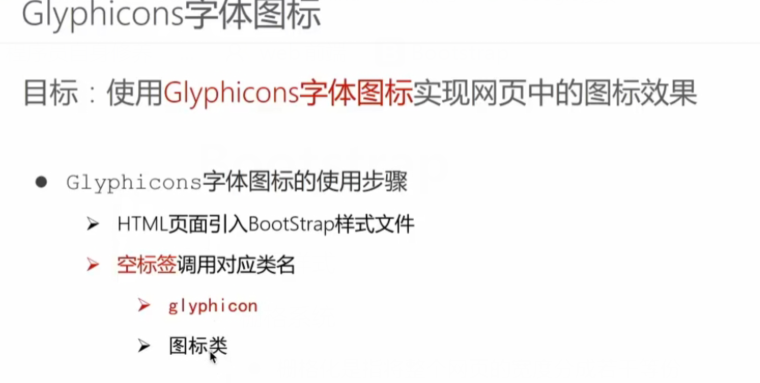 Glyphicons字体图标
目标：使用Glyphicons字体图标实现网页中的图标效果
Glyphicons字体图标的使用步骤
HTML页面引入BootStrap样式文件
空标签调用对应类名
glyphicon
图标类